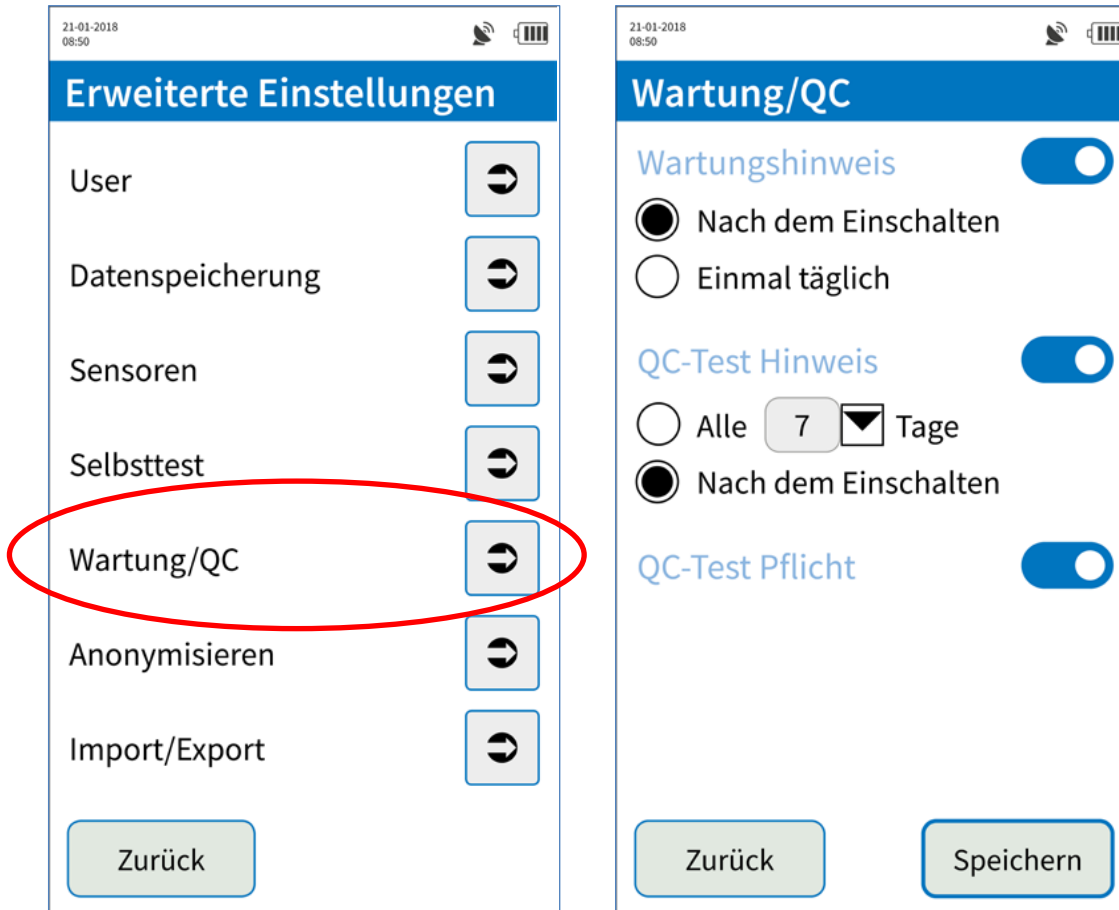 21-01-2018
08:50
Erweiterte Einstellungen
User
Datenspeicherung
Sensoren
Selbsttest
Wartung/QC
Anonymisieren
Import/Export
Zurück
21-01-2018
08:50
Wartung/QC
Wartungshinweis
Nach dem Einschalten
Einmal täglich
QC-Test Hinweis
Alle 7 Tage
Nach dem Einschalten
QC-Test Pflicht
Zurück Speichern